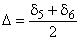 Δ = (δ₅ + δ₆) / 2